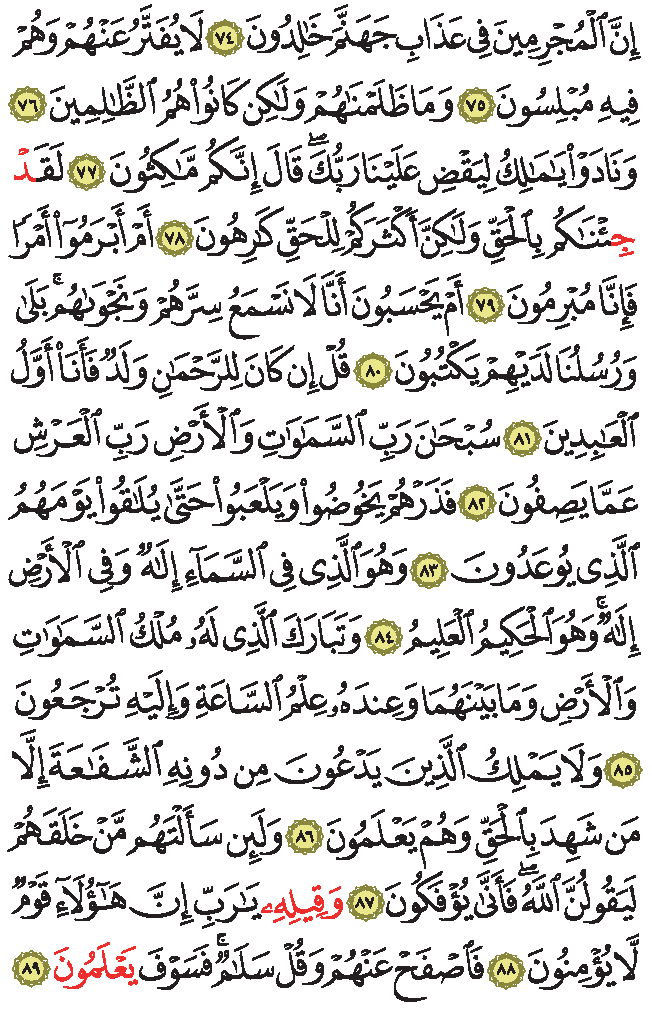 إِنَّ ٱلْمُجْرِمِينَ فِى عَذَابِ جَهَنَّمَ خَـٰلِدُونَ ٧٤ لَا يُفَتَّرُ عَنْهُمْ وَهُمْ
فِيهِ مُبْلِسُونَ ٧٥ وَمَا ظَلَمْنَـٰهُمْ وَلَـٰكِن كَانُوا۟ هُمُ ٱلظَّـٰلِمِينَ ٧٦
وَنَادَوْا۟ يَـٰمَـٰلِكُ لِيَقْضِ عَلَيْنَا رَبُّكَ ۖ قَالَ إِنَّكُم مَّـٰكِثُونَ ٧٧ لَقَدْ
جِئْنَـٰكُم بِٱلْحَقِّ وَلَـٰكِنَّ أَكْثَرَكُمْ لِلْحَقِّ كَـٰرِهُونَ ٧٨ أَمْ أَبْرَمُوٓا۟ أَمْرًا
فَإِنَّا مُبْرِمُونَ ٧٩ أَمْ يَحْسَبُونَ أَنَّا لَا نَسْمَعُ سِرَّهُمْ وَنَجْوَىٰهُم ۚ بَلَىٰ
وَرُسُلُنَا لَدَيْهِمْ يَكْتُبُونَ ٨٠ قُلْ إِن كَانَ لِلرَّحْمَـٰنِ وَلَدٌ فَأَنَا۠ أَوَّلُ
ٱلْعَـٰبِدِينَ ٨١ سُبْحَـٰنَ رَبِّ ٱلسَّمَـٰوَٰتِ وَٱلْأَرْضِ رَبِّ ٱلْعَرْشِ
عَمَّا يَصِفُونَ ٨٢ فَذَرْهُمْ يَخُوضُوا۟ وَيَلْعَبُوا۟ حَتَّىٰ يُلَـٰقُوا۟ يَوْمَهُمُ
ٱلَّذِى يُوعَدُونَ ٨٣ وَهُوَ ٱلَّذِى فِى ٱلسَّمَآءِ إِلَـٰهٌ وَفِى ٱلْأَرْضِ
إِلَـٰهٌ ۚ وَهُوَ ٱلْحَكِيمُ ٱلْعَلِيمُ ٨٤ وَتَبَارَكَ ٱلَّذِى لَهُۥ مُلْكُ ٱلسَّمَـٰوَٰتِ
وَٱلْأَرْضِ وَمَا بَيْنَهُمَا وَعِندَهُۥ عِلْمُ ٱلسَّاعَةِ وَإِلَيْهِ تُرْجَعُونَ
٨٥ وَلَا يَمْلِكُ ٱلَّذِينَ يَدْعُونَ مِن دُونِهِ ٱلشَّفَـٰعَةَ إِلَّا
مَن شَهِدَ بِٱلْحَقِّ وَهُمْ يَعْلَمُونَ ٨٦ وَلَئِن سَأَلْتَهُم مَّنْ خَلَقَهُمْ
لَيَقُولُنَّ ٱللَّهُ ۖ فَأَنَّىٰ يُؤْفَكُونَ ٨٧ وَقِيلِهِۦ يَـٰرَبِّ إِنَّ هَـٰٓؤُلَآءِ قَوْمٌ
لَّا يُؤْمِنُونَ ٨٨ فَٱصْفَحْ عَنْهُمْ وَقُلْ سَلَـٰمٌ ۚ فَسَوْفَ يَعْلَمُونَ ٨٩